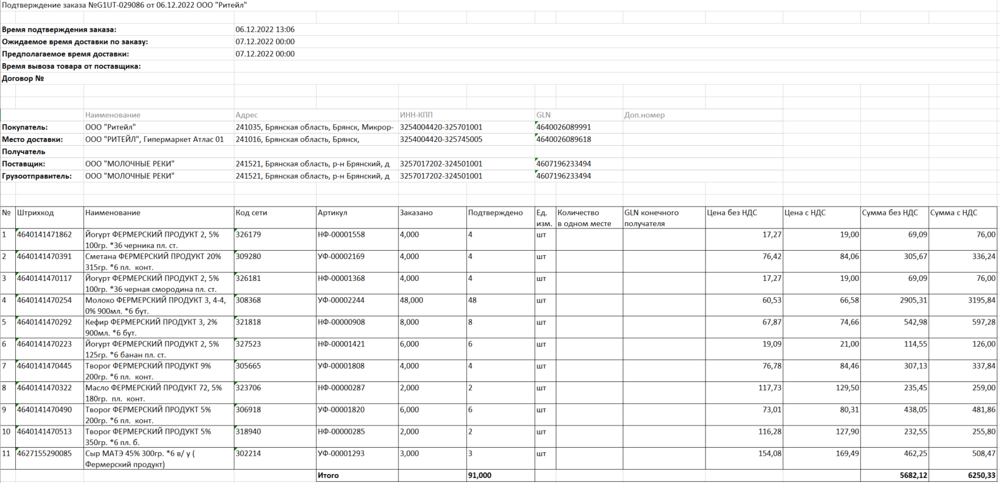 Подтверждение заказа №G1UT-029086 от 06.12.2022 ООО "Ритейл"
Время подтверждения заказа: 06.12.2022 13:06
Ожидаемое время доставки по заказу: 07.12.2022 00:00
Предполагаемое время доставки: 07.12.2022 00:00
Время вывоза товара от поставщика:
Договор №
Наименование Адрес ИНН-КПП GLN Доп.номер
Покупатель: ООО "Ритейл" 241035, Брянская область, Брянск, Микрор- 3254004420-325701001 4640026089991
Место доставки: ООО "РИТЕЙЛ", Гипермаркет Атлас 01 241016, Брянская область, Брянск, 3254004420-325745005 4640026089618
Получатель
Поставщик: ООО "МОЛОЧНЫЕ РЕКИ" 241521, Брянская область, р-н Брянский, д 3257017202-324501001 4607196233494
Грузоотправитель: ООО "МОЛОЧНЫЕ РЕКИ" 241521, Брянская область, р-н Брянский, д 3257017202-324501001 4607196233494
№ Штрихкод Наименование Код сети Артикул Заказано Подтверждено Ед. Количество GLN конечного Цена без НДС Цена с НДС Сумма без НДС Сумма с НДС
изм. в одном месте получателя
1 4640141471862 Йогурт ФЕРМЕРСКИЙ ПРОДУКТ 2, 5% 326179 НФ-00001558 4,000 4 шт 17,27 19,00 69,09 76,00
100гр. *36 черника пл. ст.
2 4640141470391 Сметана ФЕРМЕРСКИЙ ПРОДУКТ 20% 309280 УФ-00002169 4,000 4 шт 76,42 84,06 305,67 336,24
315гр. *6 пл. конт.
3 4640141470117 Йогурт ФЕРМЕРСКИЙ ПРОДУКТ 2, 5% 326181 НФ-00001368 4,000 4 шт 17,27 19,00 69,09 76,00
100гр. *36 черная смородина пл. ст.
4 4640141470254 Молоко ФЕРМЕРСКИЙ ПРОДУКТ 3, 4-4, 308368 УФ-00002244 48,000 48 шт 60,53 66,58 2905,31 3195,84
0% 900мл. *6 бут.
5 4640141470292 Кефир ФЕРМЕРСКИЙ ПРОДУКТ 3, 2% 321818 НФ-00000908 8,000 8 шт 67,87 74,66 542,98 597,28
900мл. *6 бут.
6 4640141470223 Йогурт ФЕРМЕРСКИЙ ПРОДУКТ 2, 5% 327523 НФ-00001421 6,000 6 шт 19,09 21,00 114,55 126,00
125гр. *6 банан пл. ст.
7 4640141470445 Творог ФЕРМЕРСКИЙ ПРОДУКТ 9% 305665 УФ-00001808 4,000 4 шт 76,78 84,46 307,13 337,84
200гр. *6 пл. конт.
8 4640141470322 Масло ФЕРМЕРСКИЙ ПРОДУКТ 72, 5% 323706 НФ-00000287 2,000 2 шт 117,73 129,50 235,45 259,00
180гр. пл. конт.
9 4640141470490 Творог ФЕРМЕРСКИЙ ПРОДУКТ 5% 306918 УФ-00001820 6,000 6 шт 73,01 80,31 438,05 481,86
200гр. *6 пл. конт.
10 4640141470513 Творог ФЕРМЕРСКИЙ ПРОДУКТ 5% 318940 НФ-00000285 2,000 2 шт 116,28 127,90 232,55 255,80
350гр. *6 пл. б.
11 4627155290085 Сыр МАТЭ 45% 300гр. *6 в/ у ( 302214 УФ-00001293 3,000 3 шт 154,08 169,49 462,25 508,47
Фермерский продукт)
Итого 91,000 5682,12 6250,33